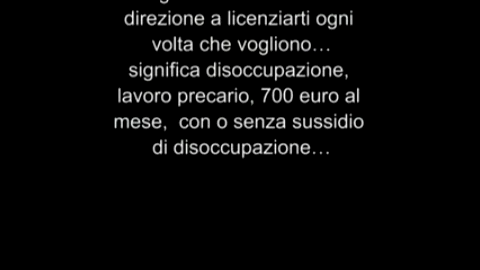 direzione a licenziarti ogni
volta che vogliono…
significa disoccupazione,
lavoro precario, 700 euro al
mese, con o senza sussidio
di disoccupazione…